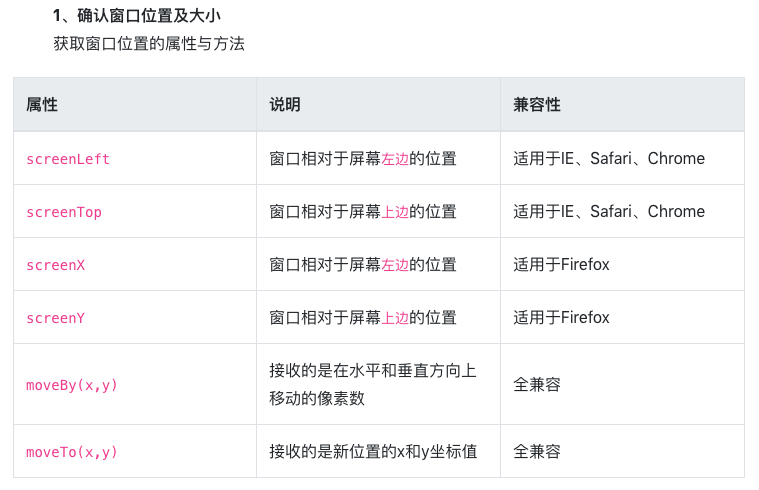 1、确认窗口位置及大小
获取窗口位置的属性与方法
属性 说明 兼容性
screenLeft 窗口相对于屏幕左边的位置 适用于IE、Safari、Chrome
screenTop 窗口相对于屏幕上边的位置 适用于IE、Safari、Chrome
screenX 窗口相对于屏幕左边的位置 适用于Firefox
screenY 窗口相对于屏幕上边的位置 适用于Firefox
接收的是在水平和垂直方向上
moveBy(x,y) 全兼容
移动的像素数
moveTo(x,y) 接收的是新位置的x和y坐标值 全兼容